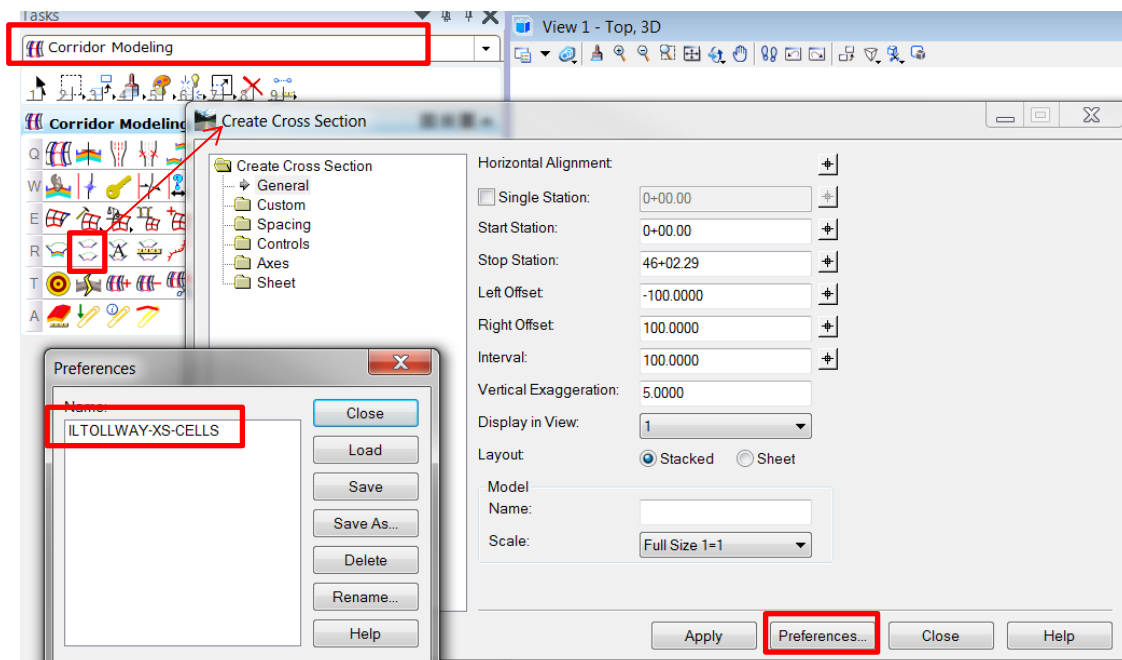 Tasks
Corridor Modeling
View 1 - Top, 3D
Corridor Modeling
Q
W
E
R
T
A
Create Cross Section
Create Cross Section
General
Custom
Spacing
Controls
Axes
Sheet
Horizontal Alignment:
Single Station: 0+00.00
Start Station: 0+00.00
Stop Station: 46+02.29
Left Offset: -100.0000
Right Offset: 100.0000
Interval: 100.0000
Vertical Exaggeration: 5.0000
Display in View: 1
Layout: Stacked Sheet
Model
Name:
Scale: Full Size 1=1
Apply Preferences... Close Help
Preferences
Name:
ILTOLLWAY-XS-CELLS
Close
Load
Save
Save As...
Delete
Rename...
Help